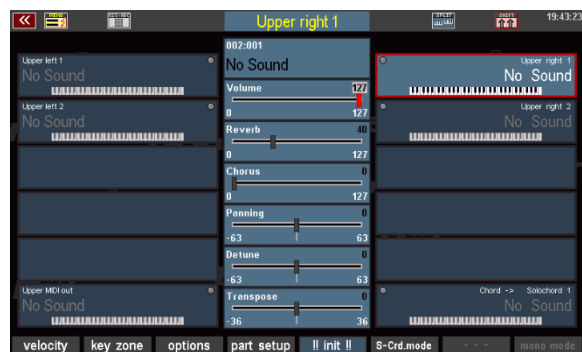 MENU
SPLIT
SHIFT
Upper right 1
19:43:23
002:001
No Sound
Upper left 1
No Sound
Upper right 1
No Sound
Volume 127
0 127
Upper left 2
No Sound
Upper right 2
No Sound
Reverb 40
0 127
Chorus 0
0 127
Panning 0
-63 63
Detune 0
-63 63
Upper MIDI out
No Sound
Chord -> Solochord 1
No Sound
Transpose 0
-36 36
velocity key zone options part setup !! init !! S-Crd.mode - - - mono mode